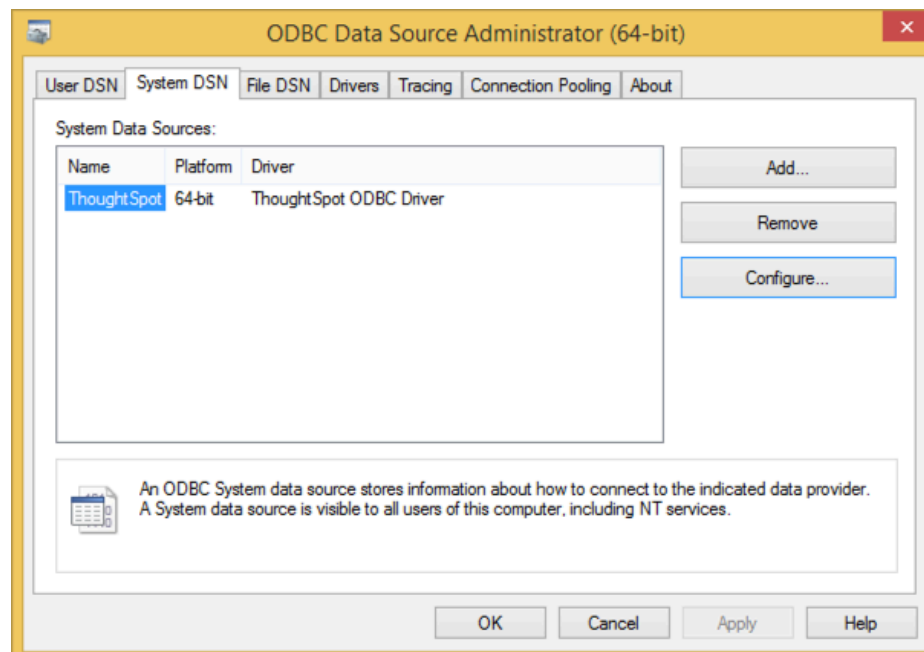 ODBC Data Source Administrator (64-bit)
User DSN System DSN File DSN Drivers Tracing Connection Pooling About
System Data Sources:
Name Platform Driver
ThoughtSpot 64-bit ThoughtSpot ODBC Driver
Add...
Remove
Configure...
An ODBC System data source stores information about how to connect to the indicated data provider.
A System data source is visible to all users of this computer, including NT services.
OK Cancel Apply Help